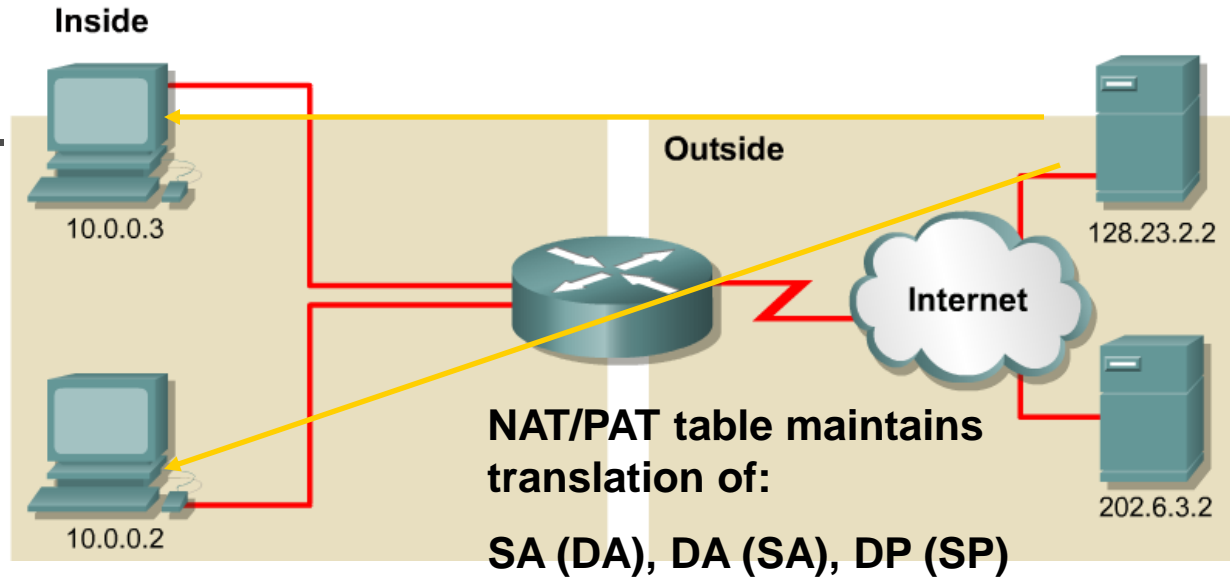 Inside
Outside
10.0.0.3
128.23.2.2
Internet
NAT/PAT table maintains
translation of:
202.6.3.2
10.0.0.2
SA (DA), DA (SA), DP (SP)